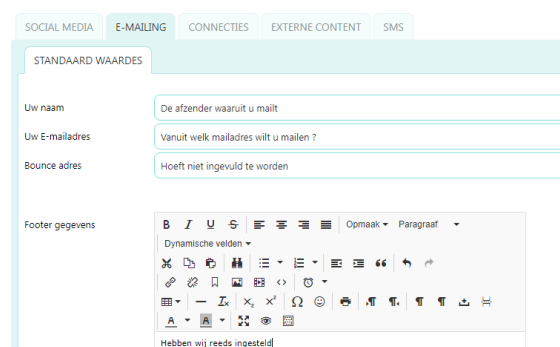 SOCIAL MEDIA E-MAILING CONNECTIES EXTERNE CONTENT SMS
STANDAARD WAARDES
Uw naam De afzender waaruit u mailt
Uw E-mailadres Vanuit welk mailadres wilt u mailen ?
Bounce adres Hoeft niet ingevuld te worden
Footer gegevens
Opmaak Paragraaf
Dynamische velden
Hebben wij reeds ingesteld